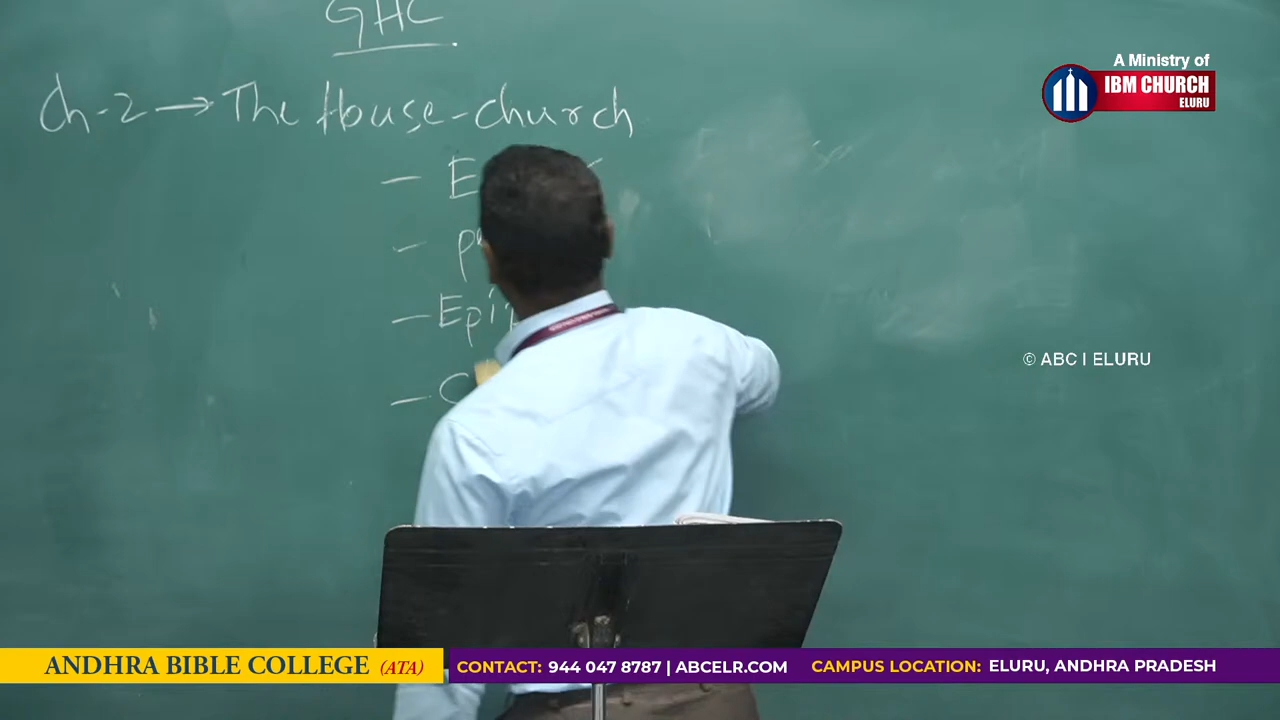 GHC
Ch-2 → The House-church
A Ministry of
IBM CHURCH
ELURU
© ABC | ELURU
ANDHRA BIBLE COLLEGE (ATA)
CONTACT: 944 047 8787 | ABCELR.COM
CAMPUS LOCATION: ELURU, ANDHRA PRADESH